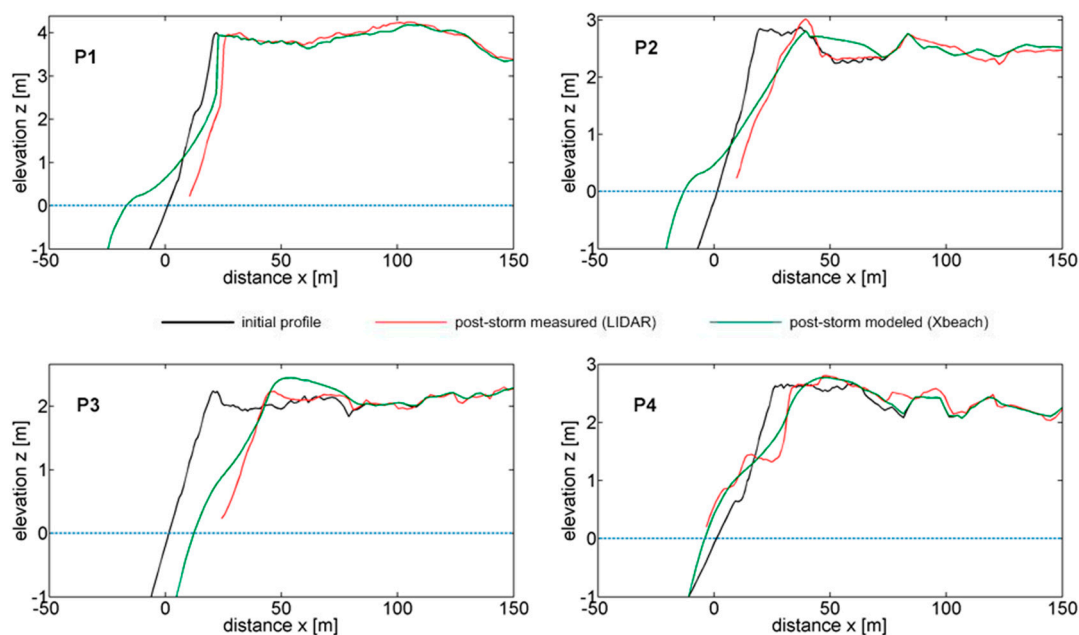 P1
elevation z [m]
4
3
2
1
0
-1
-50 0 50 100 150
distance x [m]
P2
elevation z [m]
3
2
1
0
-1
-50 0 50 100 150
distance x [m]
initial profile post-storm measured (LIDAR) post-storm modeled (Xbeach)
P3
elevation z [m]
2
1
0
-1
-50 0 50 100 150
distance x [m]
P4
elevation z [m]
3
2
1
0
-1
-50 0 50 100 150
distance x [m]